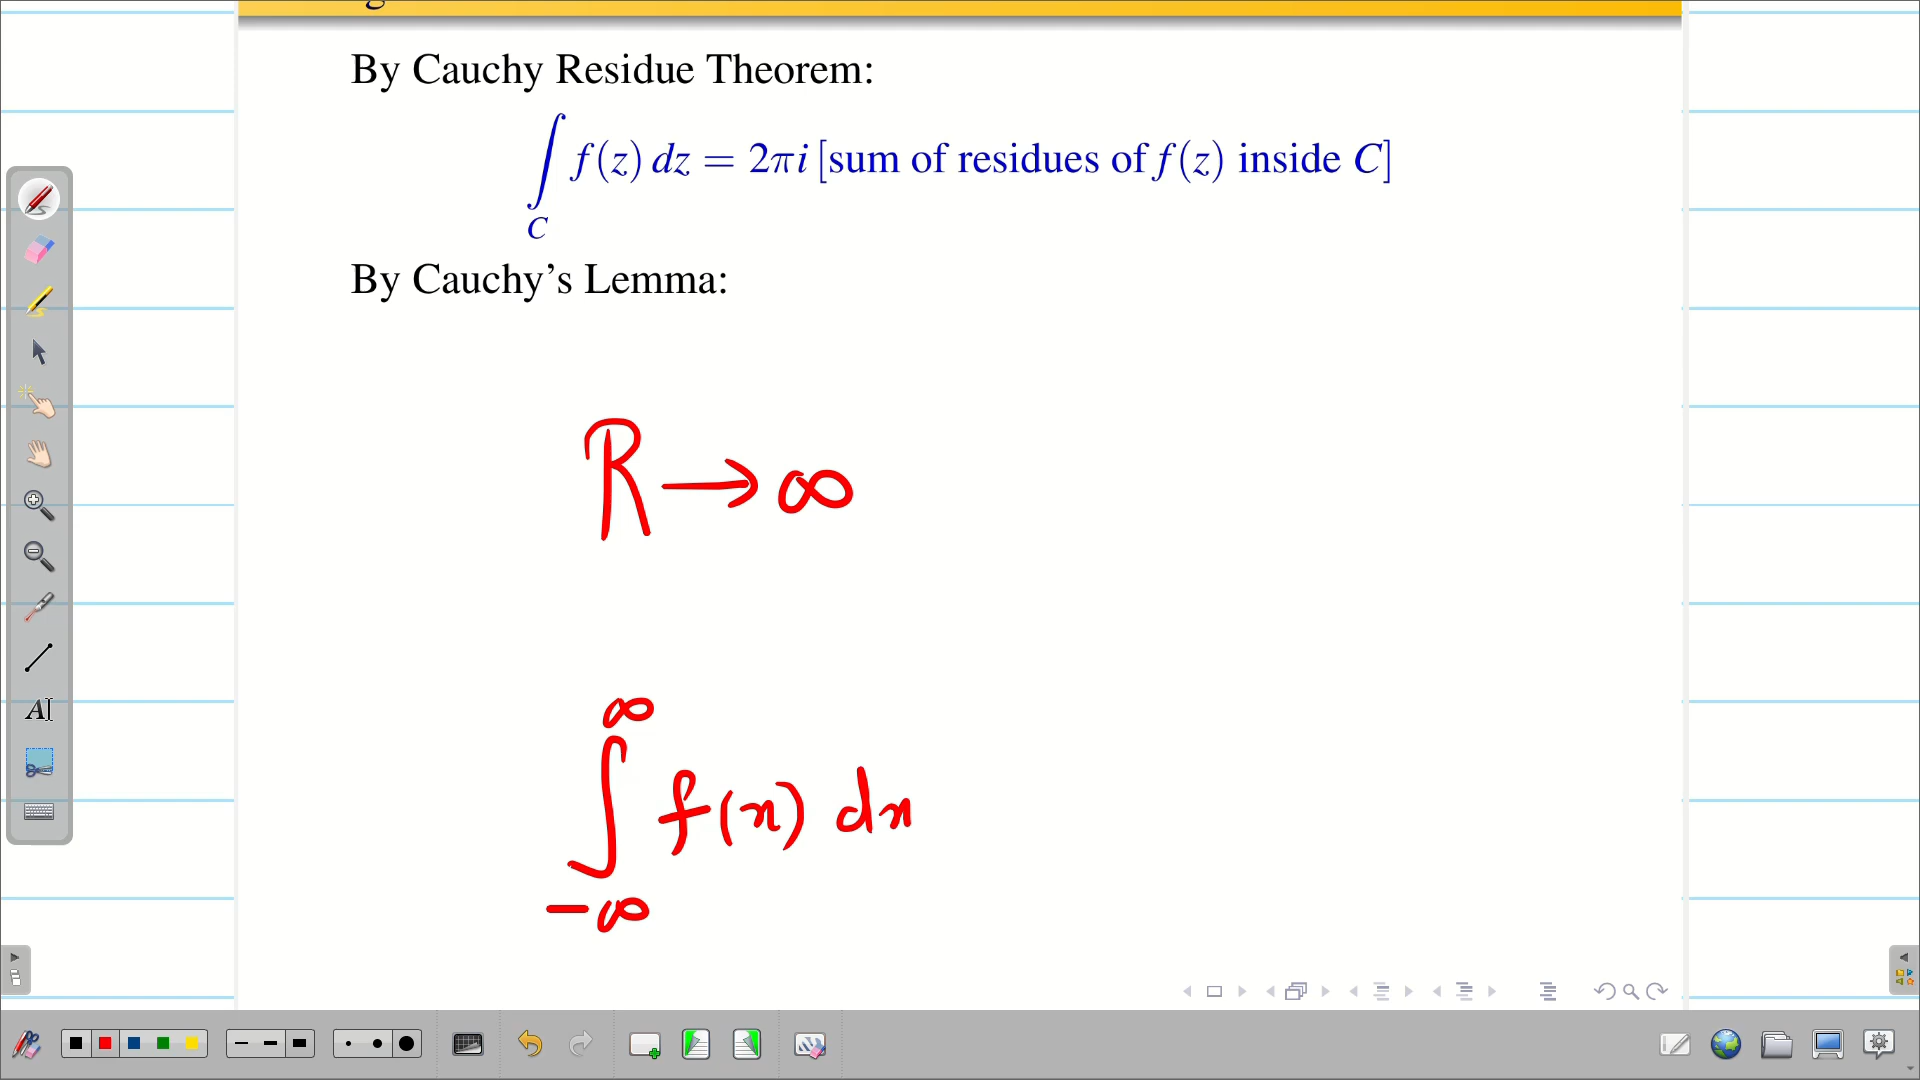 By Cauchy Residue Theorem:
∫_C f(z) dz = 2πi [sum of residues of f(z) inside C]
By Cauchy’s Lemma:
R → ∞
∫_{-∞}^{∞} f(x) dx